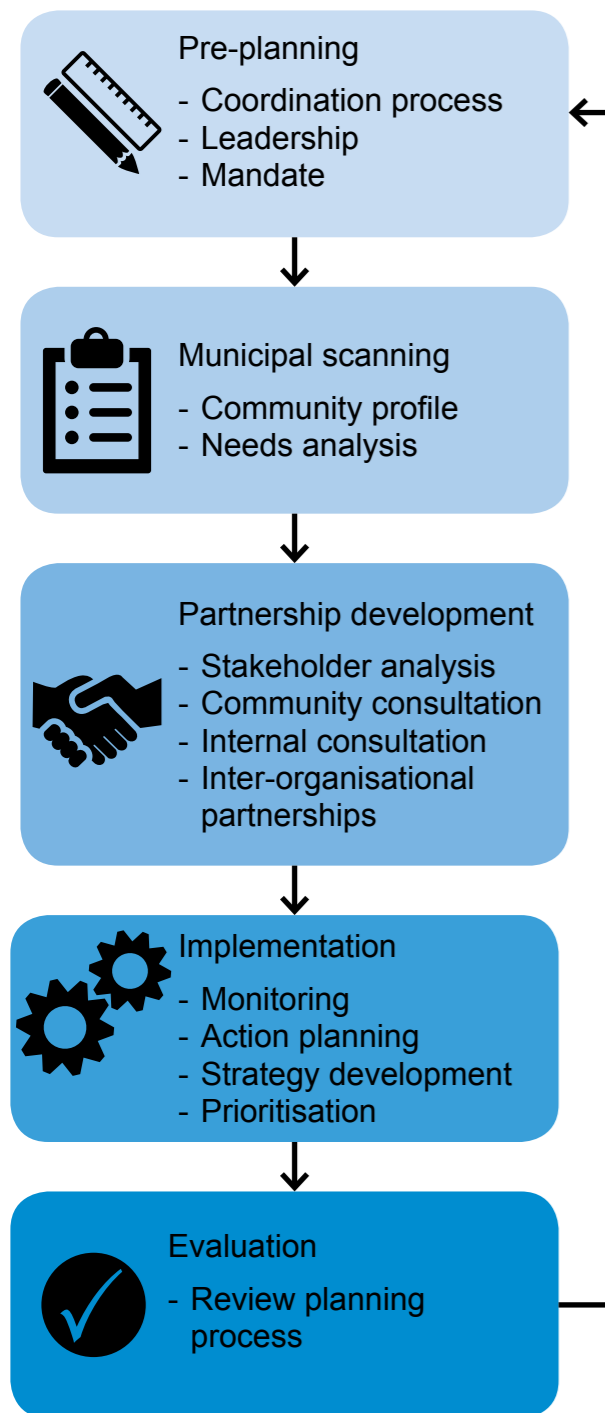 Pre-planning
- Coordination process
- Leadership
- Mandate
Municipal scanning
- Community profile
- Needs analysis
Partnership development
- Stakeholder analysis
- Community consultation
- Internal consultation
- Inter-organisational
partnerships
Implementation
- Monitoring
- Action planning
- Strategy development
- Prioritisation
Evaluation
- Review planning
process